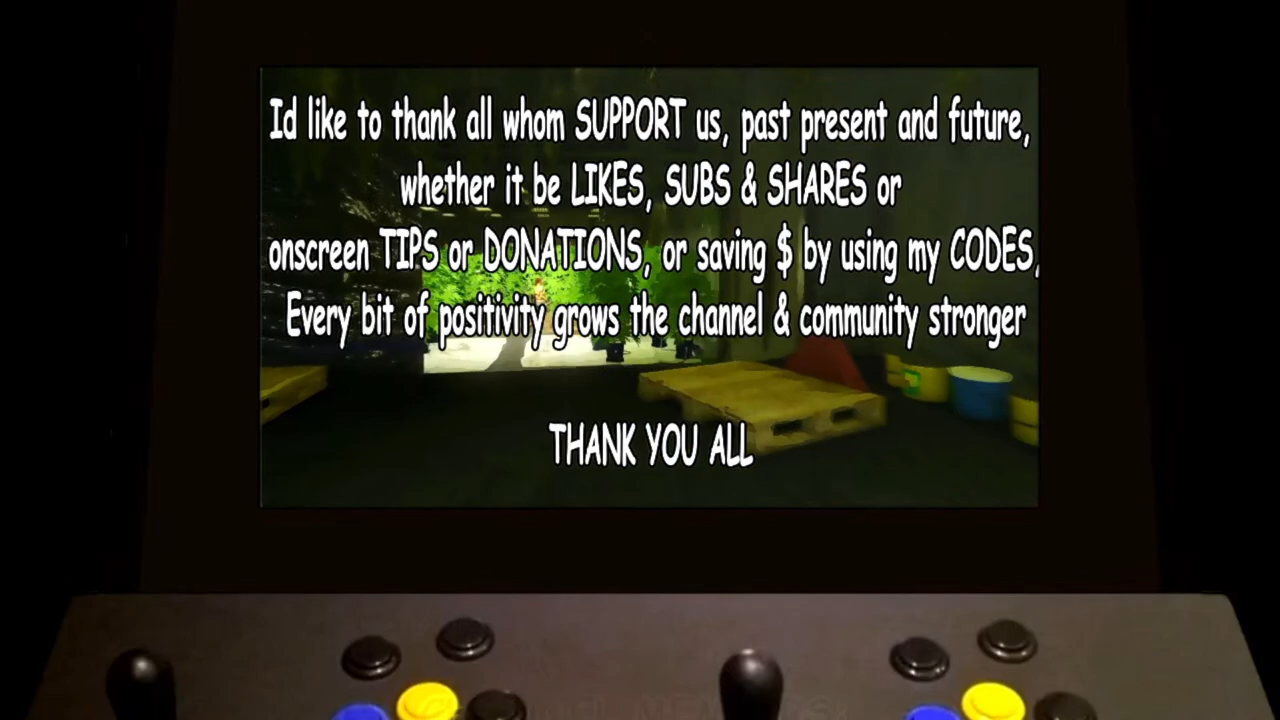 Id like to thank all whom SUPPORT us, past present and future,
whether it be LIKES, SUBS & SHARES or
onscreen TIPS or DONATIONS, or saving $ by using my CODES,
Every bit of positivity grows the channel & community stronger
THANK YOU ALL